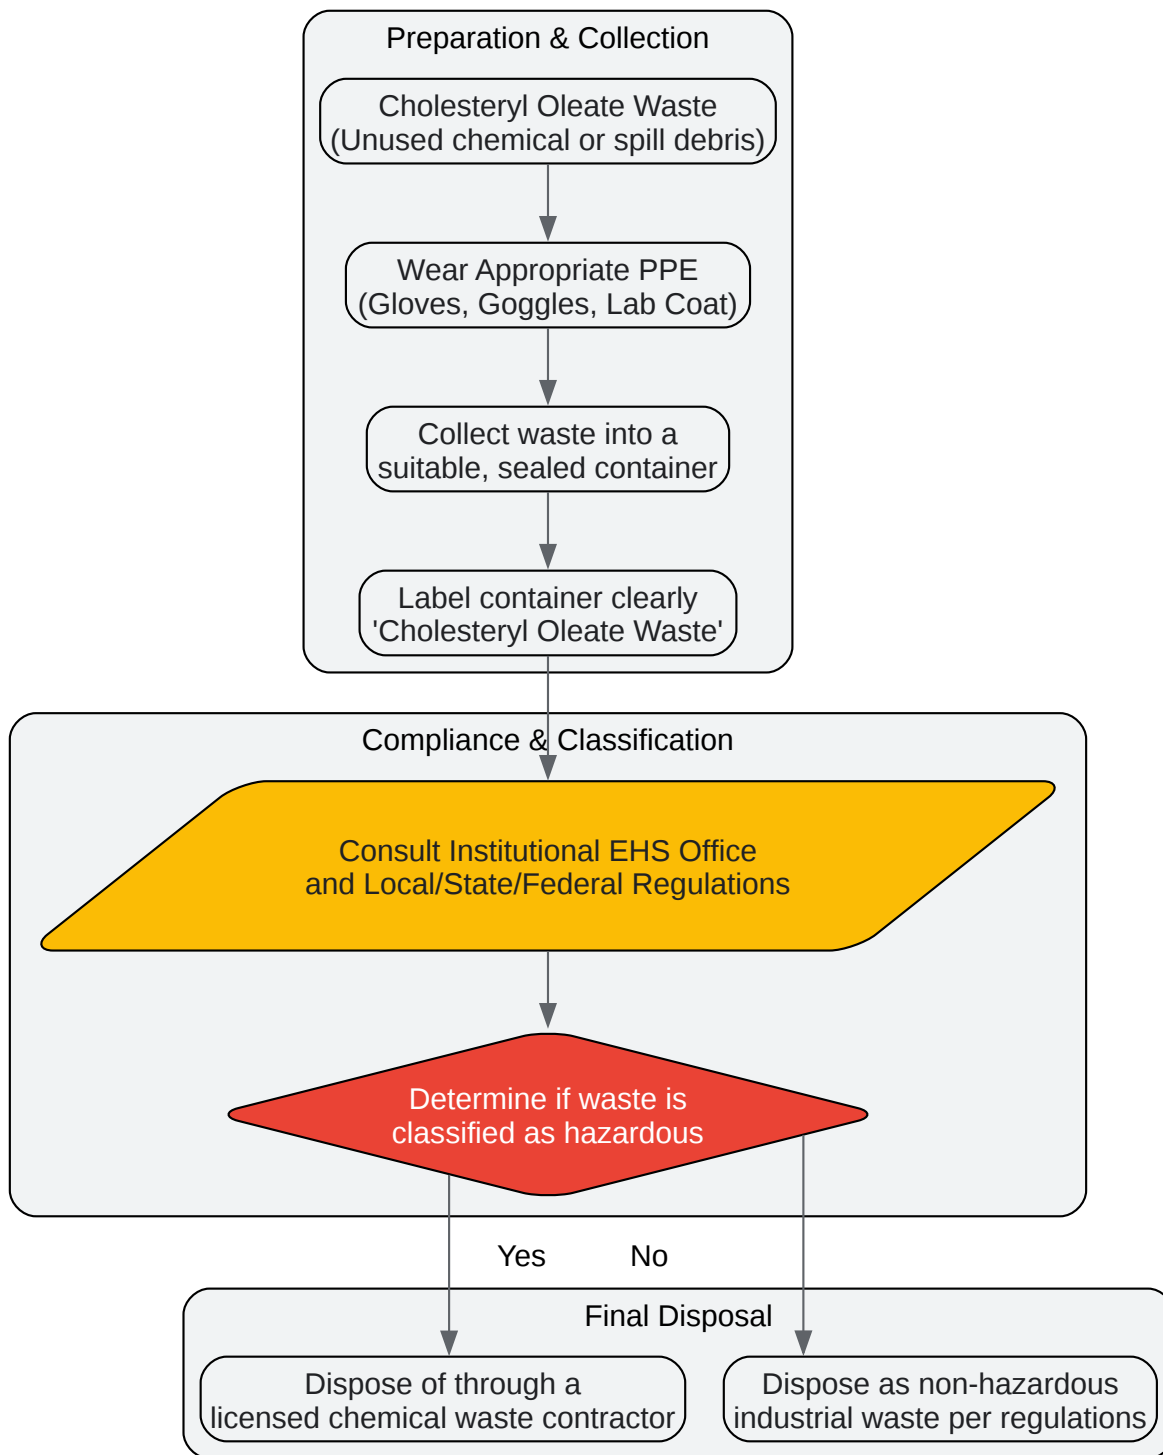 Preparation & Collection
Cholesteryl Oleate Waste
(Unused chemical or spill debris)
Wear Appropriate PPE
(Gloves, Goggles, Lab Coat)
Collect waste into a
suitable, sealed container
Label container clearly
'Cholesteryl Oleate Waste'
Compliance & Classification
Consult Institutional EHS Office
and Local/State/Federal Regulations
Determine if waste is
classified as hazardous
Yes
No
Final Disposal
Dispose of through a
licensed chemical waste contractor
Dispose as non-hazardous
industrial waste per regulations